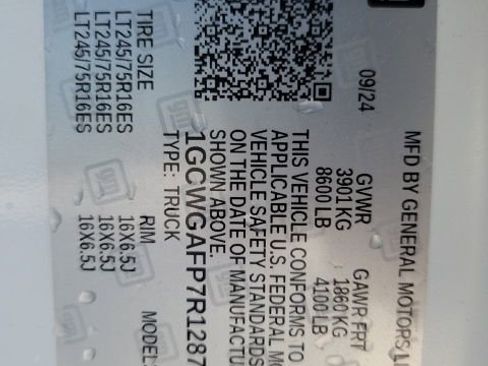 MFD BY GENERAL MOTORS
09/24 GVWR GAWR FRT
3901KG 1860KG
8600LB 4100LB
THIS VEHICLE CONFORMS TO
APPLICABLE U.S. FEDERAL
VEHICLE SAFETY STANDARDS
ON THE DATE OF
SHOWN ABOVE.
1GCWGAFP7R1287
TYPE: TRUCK
TIRE SIZE RIM MODEL:
LT245/75R16ES 16X6.5J
LT245/75R16ES 16X6.5J
LT245/75R16ES 16X6.5J